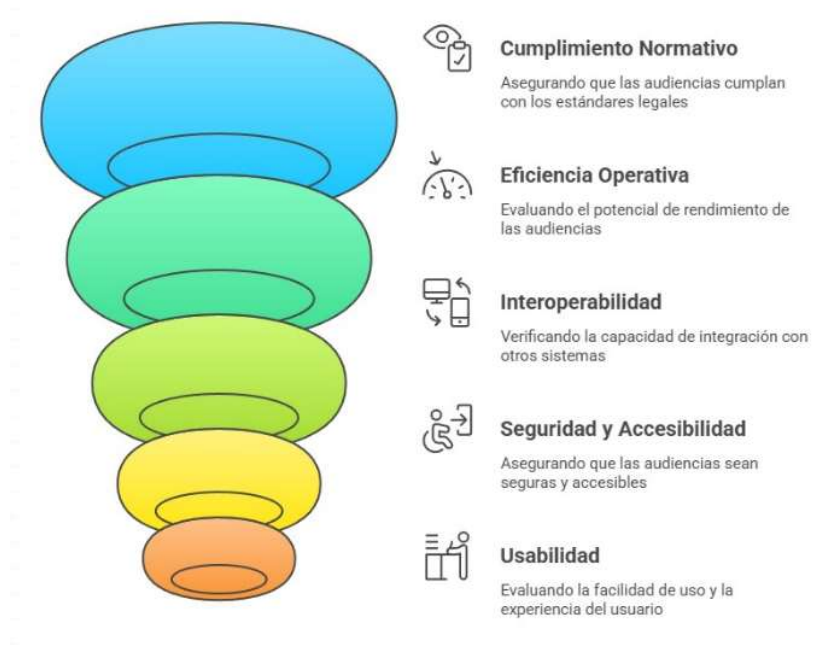 Cumplimiento Normativo
Asegurando que las audiencias cumplan
con los estándares legales
Eficiencia Operativa
Evaluando el potencial de rendimiento de
las audiencias
Interoperabilidad
Verificando la capacidad de integración con
otros sistemas
Seguridad y Accesibilidad
Asegurando que las audiencias sean
seguras y accesibles
Usabilidad
Evaluando la facilidad de uso y la
experiencia del usuario